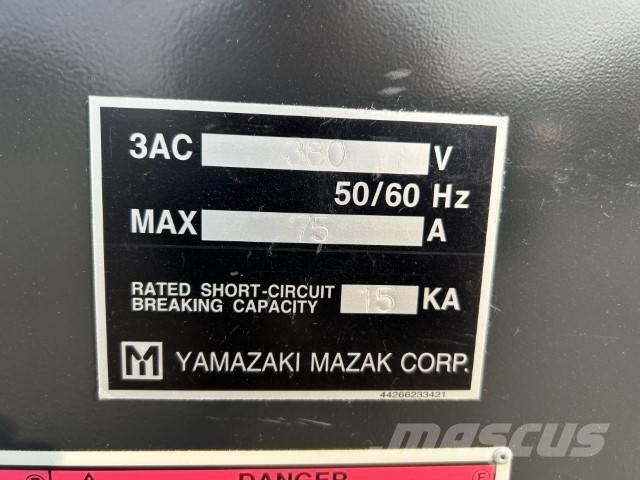 3AC 380 V
50/60 Hz
MAX 75 A
RATED SHORT-CIRCUIT
BREAKING CAPACITY 15 KA
M YAMAZAKI MAZAK CORP.
44266233421
mascus
DANGER